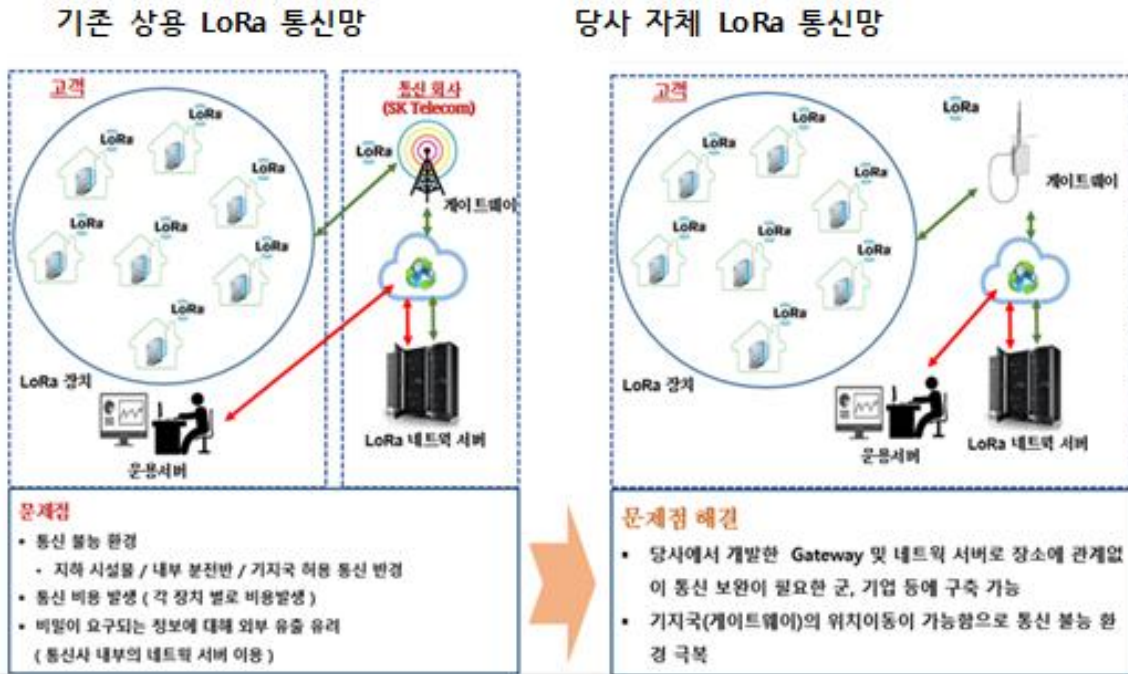 기존 상용 LoRa 통신망
고객
LoRa
LoRa
LoRa
LoRa
LoRa
LoRa
LoRa
LoRa
LoRa 장치
운용서버
통신 회사
(SK Telecom)
LoRa
게이트웨이
LoRa 네트웍 서버
문제점
• 통신 불능 환경
- 지하 시설물 / 내부 분전반 / 기지국 허용 통신 반경
• 통신 비용 발생 ( 각 장치 별로 비용발생 )
• 비밀이 요구되는 정보에 대해 외부 유출 유려
( 통신사 내부의 네트웍 서버 이용 )
당사 자체 LoRa 통신망
고객
LoRa
LoRa
LoRa
LoRa
LoRa
LoRa
LoRa
LoRa
LoRa 장치
LoRa
게이트웨이
운용서버
LoRa 네트웍 서버
문제점 해결
• 당사에서 개발한 Gateway 및 네트웍 서버로 장소에 관계없
이 통신 보완이 필요한 군, 기업 등에 구축 가능
• 기지국(게이트웨이)의 위치이동이 가능함으로 통신 불능 환
경 극복